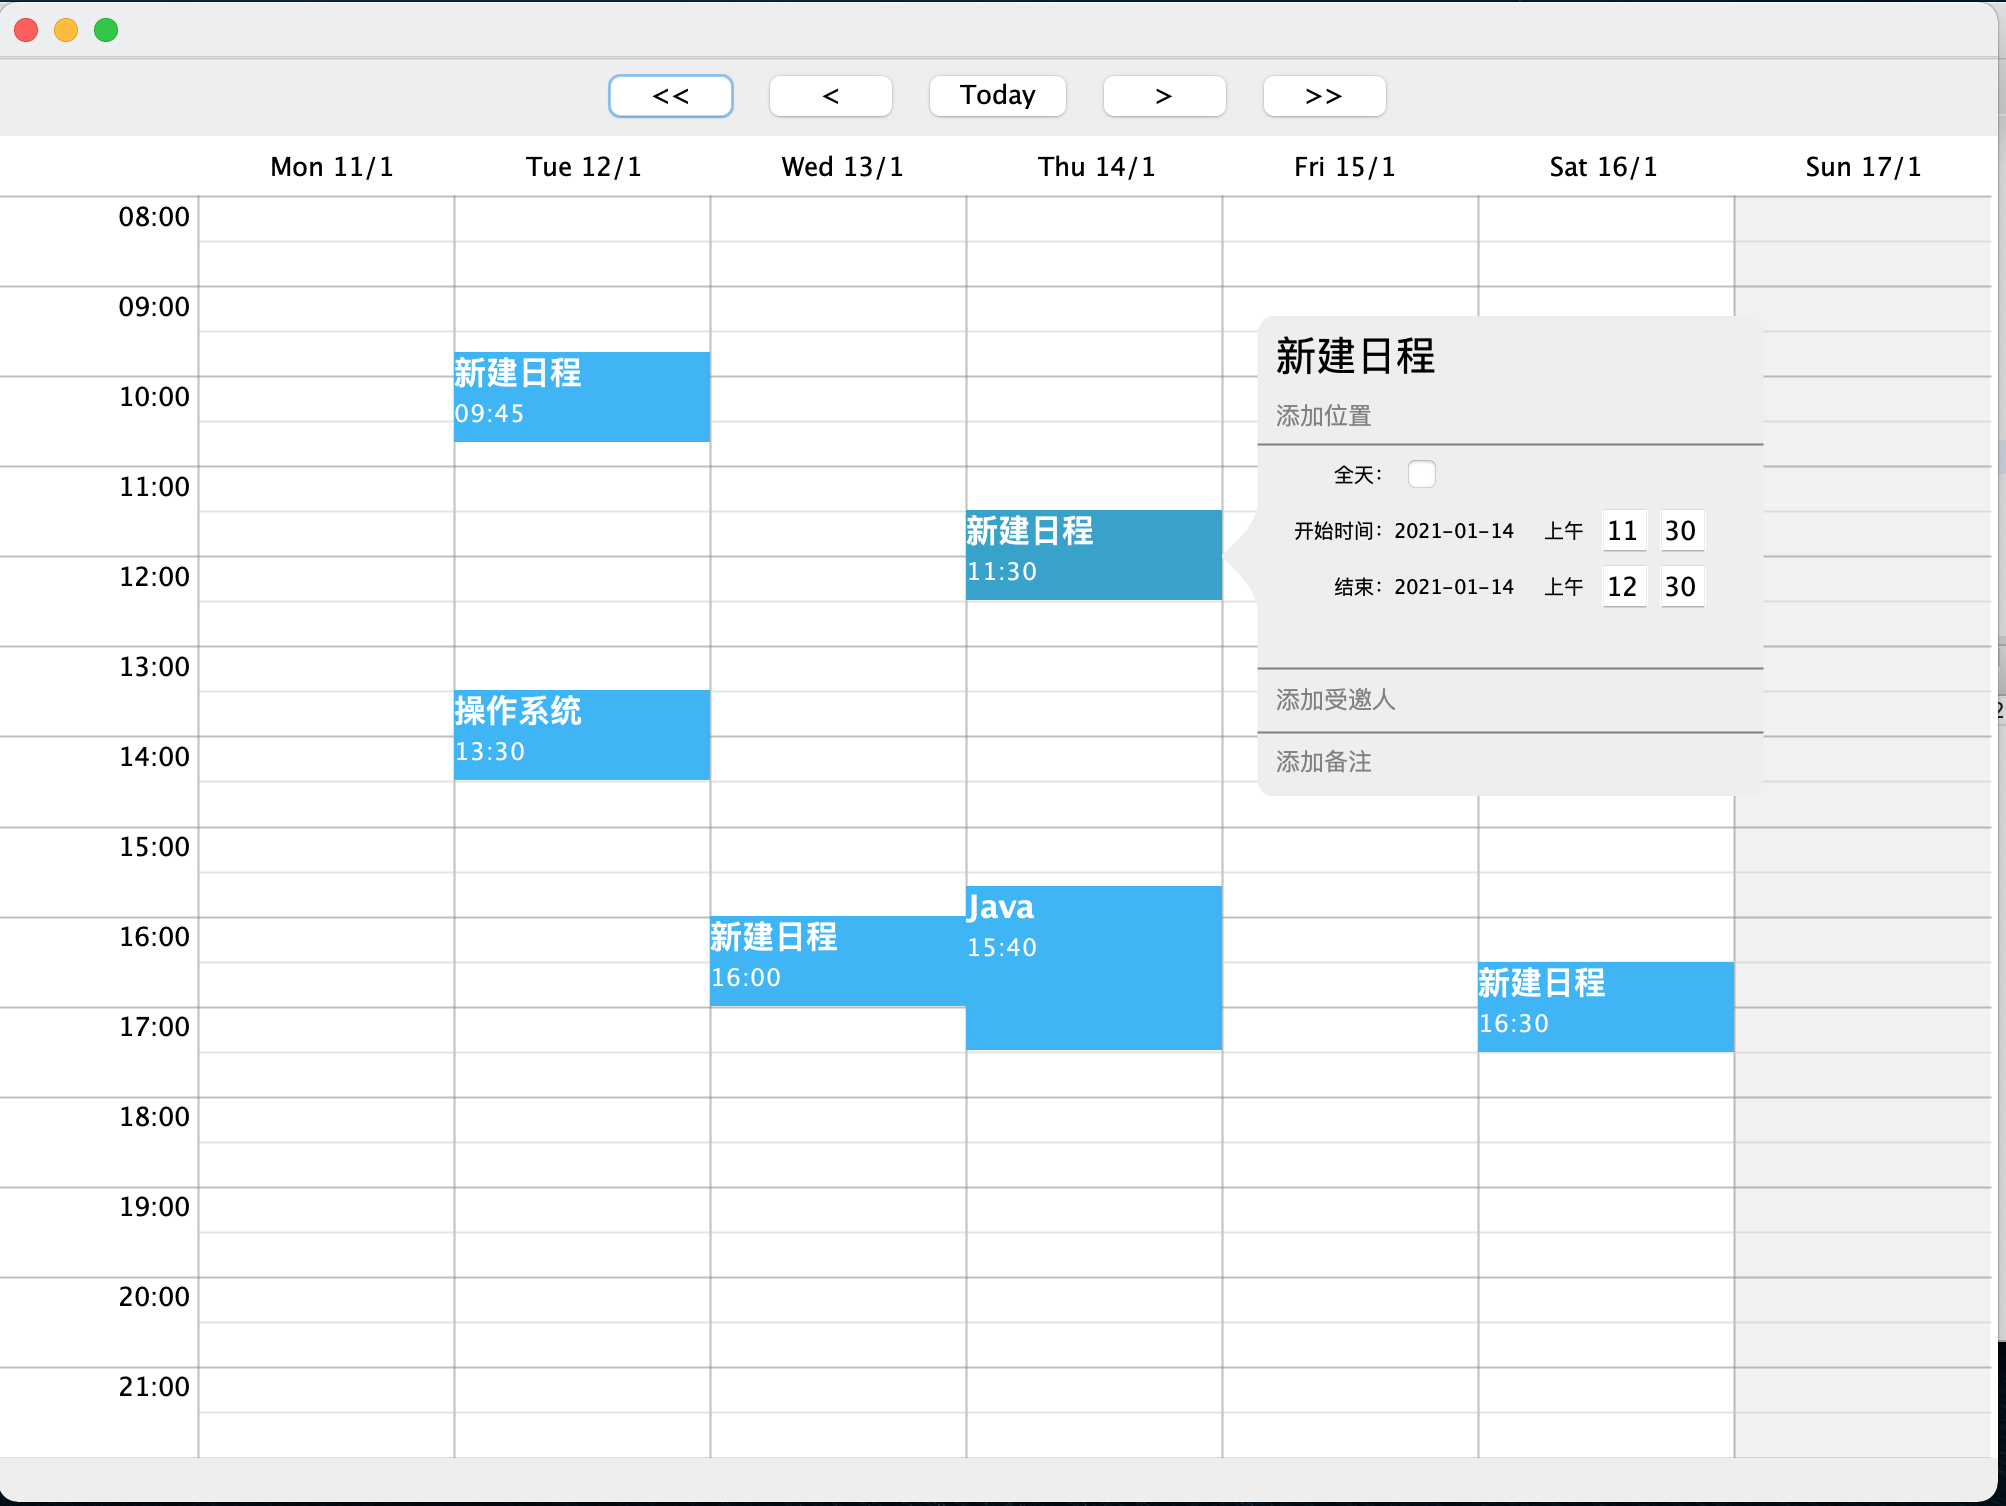 << < Today > >>
Mon 11/1 Tue 12/1 Wed 13/1 Thu 14/1 Fri 15/1 Sat 16/1 Sun 17/1
08:00
09:00
10:00
11:00
12:00
13:00
14:00
15:00
16:00
17:00
18:00
19:00
20:00
21:00
新建日程
09:45
操作系统
13:30
新建日程
16:00
新建日程
11:30
Java
15:40
新建日程
16:30
新建日程
添加位置
全天:
开始时间: 2021-01-14 上午 11 30
结束: 2021-01-14 上午 12 30
添加受邀人
添加备注